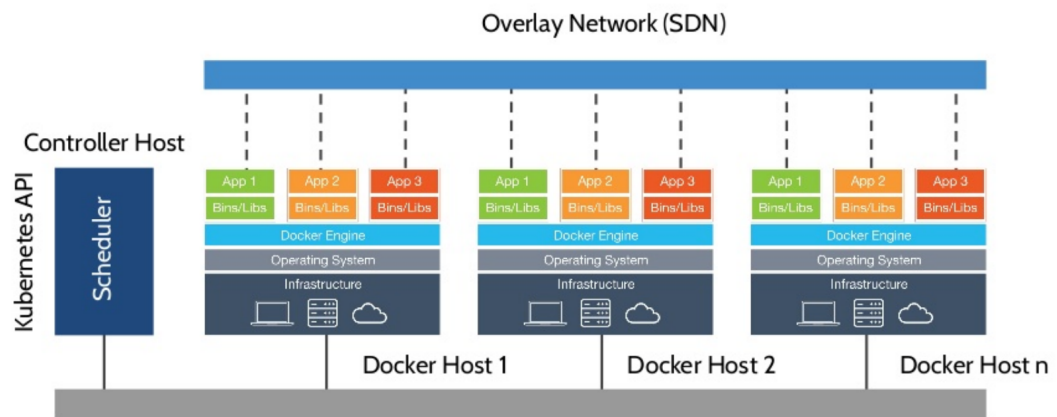 Overlay Network (SDN)
Controller Host
Kubernetes API
Scheduler
App 1
App 2
App 3
Bins/Libs
Bins/Libs
Bins/Libs
Docker Engine
Operating System
Infrastructure
Docker Host 1
App 1
App 2
App 3
Bins/Libs
Bins/Libs
Bins/Libs
Docker Engine
Operating System
Infrastructure
Docker Host 2
App 1
App 2
App 3
Bins/Libs
Bins/Libs
Bins/Libs
Docker Engine
Operating System
Infrastructure
Docker Host n